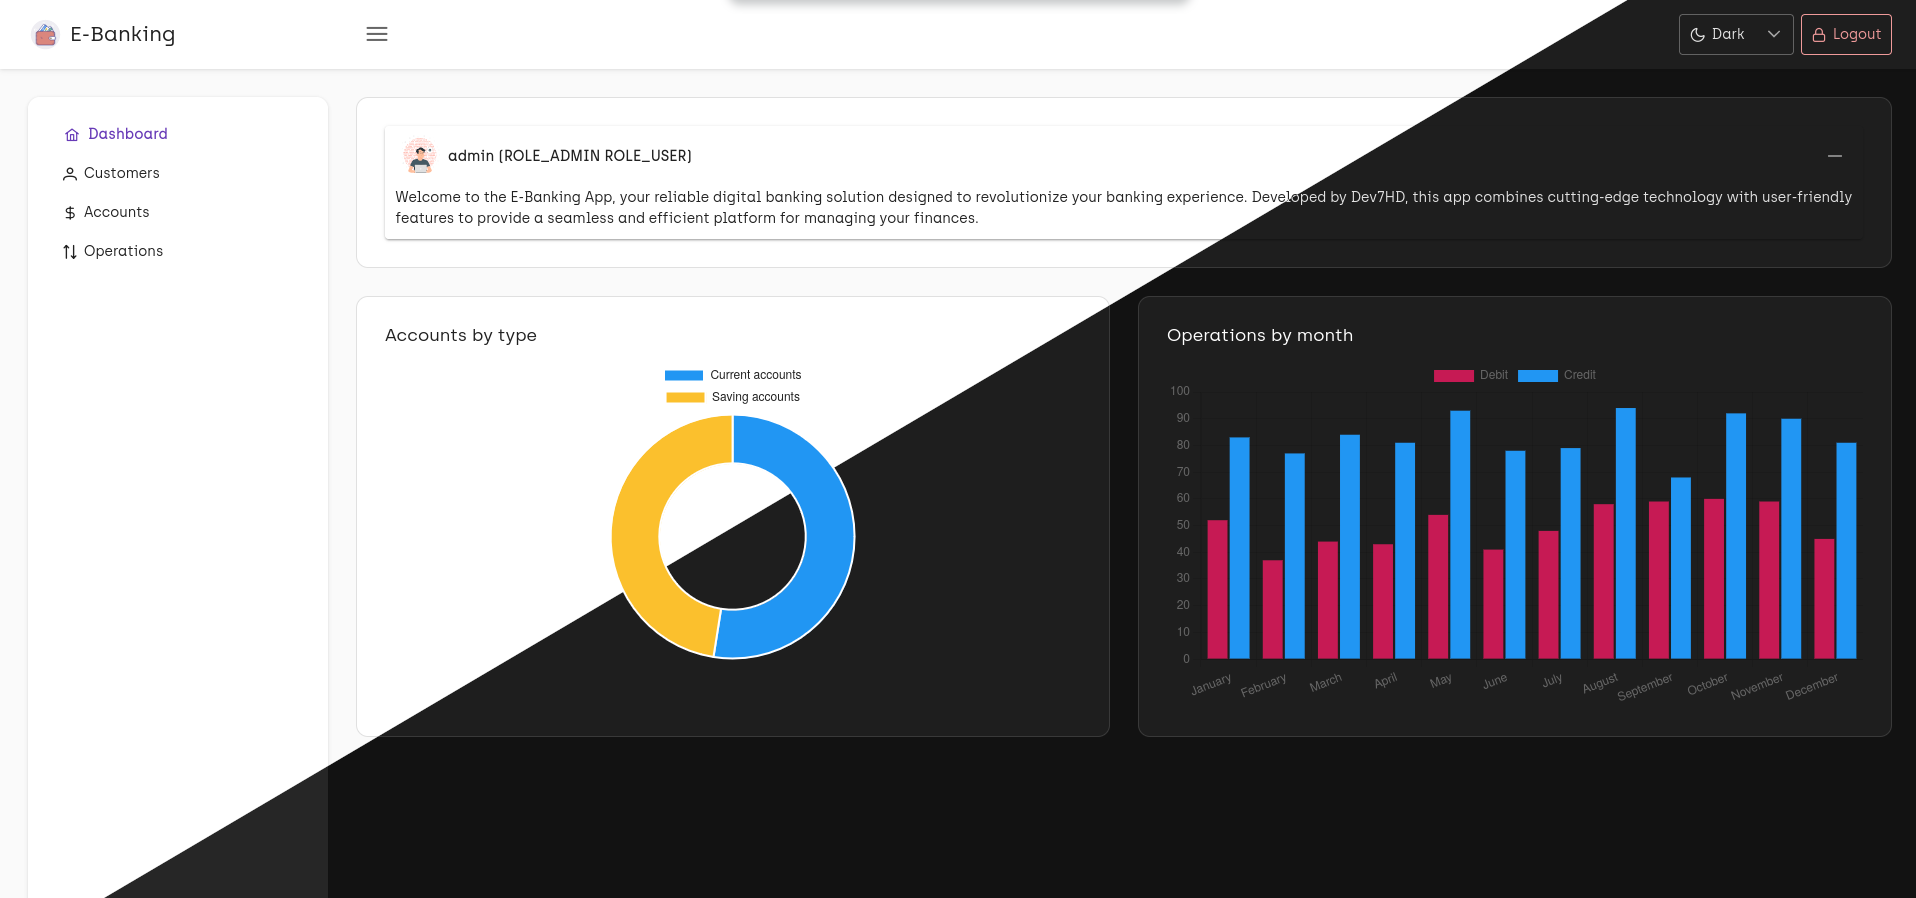 E-Banking
Dark
Logout
Dashboard
Customers
Accounts
Operations
admin (ROLE_ADMIN ROLE_USER)
Welcome to the E-Banking App, your reliable digital banking solution designed to revolutionize your banking experience. Developed by Dev7HD, this app combines cutting-edge technology with user-friendly
features to provide a seamless and efficient platform for managing your finances.
Accounts by type
Current accounts
Saving accounts
Operations by month
Debit Credit
100
90
80
70
60
50
40
30
20
10
0
January February March April May June July August September October November December